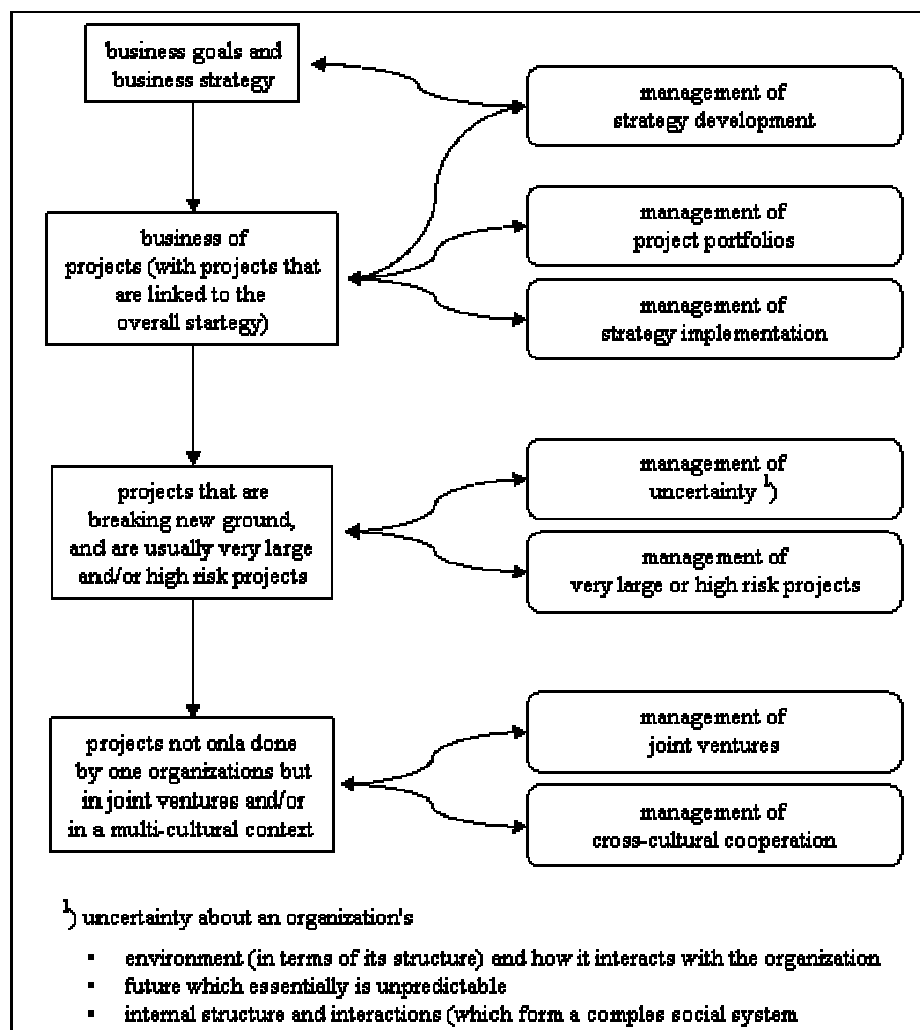 business goals and
business strategy
management of
strategy development
business of
projects (with projects that
are linked to the
overall startegy)
management of
project portfolios
management of
strategy implementation
projects that are
breaking new ground,
and are usually very large
and/or high risk projects
management of
uncertainty 1)
management of
very large or high risk projects
projects not onla done
by one organizations but
in joint ventures and/or
in a multi-cultural context
management of
joint ventures
management of
cross-cultural cooperation
1) uncertainty about an organization's
▪ environment (in terms of its structure) and how it interacts with the organization
▪ future which essentially is unpredictable
▪ internal structure and interactions (which form a comples social system